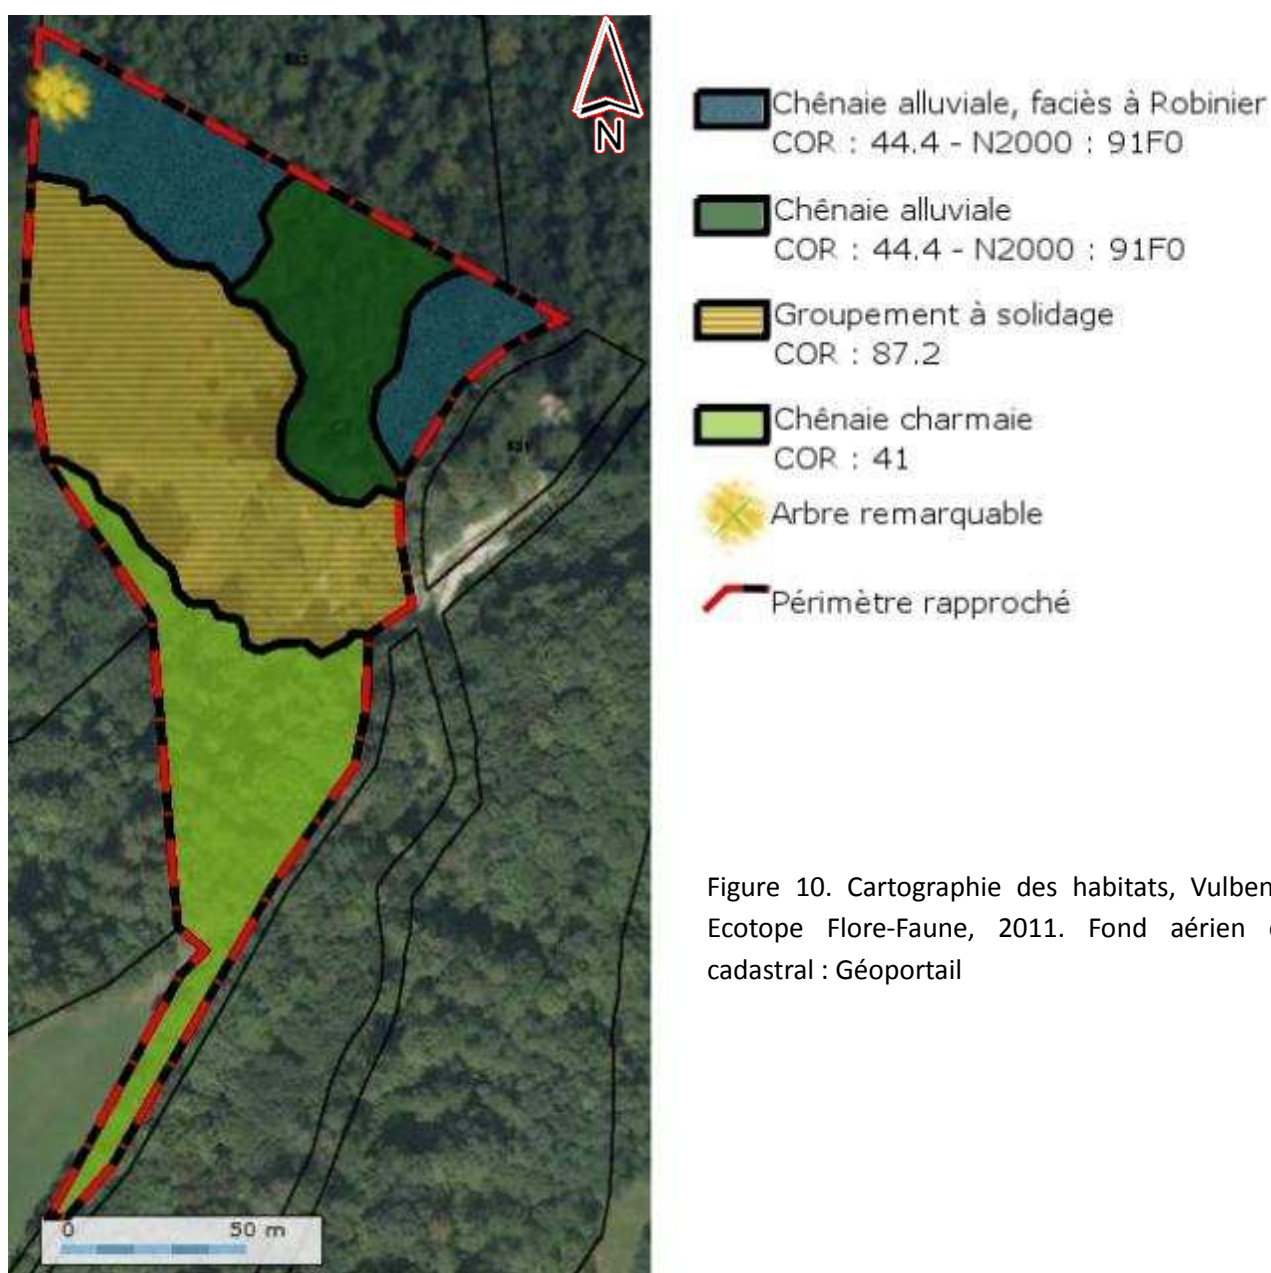 N
Chênaie alluviale, faciès à Robinier
COR : 44.4 - N2000 : 91F0
Chênaie alluviale
COR : 44.4 - N2000 : 91F0
Groupement à solidage
COR : 87.2
Chênaie charmaie
COR : 41
Arbre remarquable
Périmètre rapproché
Figure 10. Cartographie des habitats, Vulben
Ecotope Flore-Faune, 2011. Fond aérien
cadastral : Géoportail
0 50 m